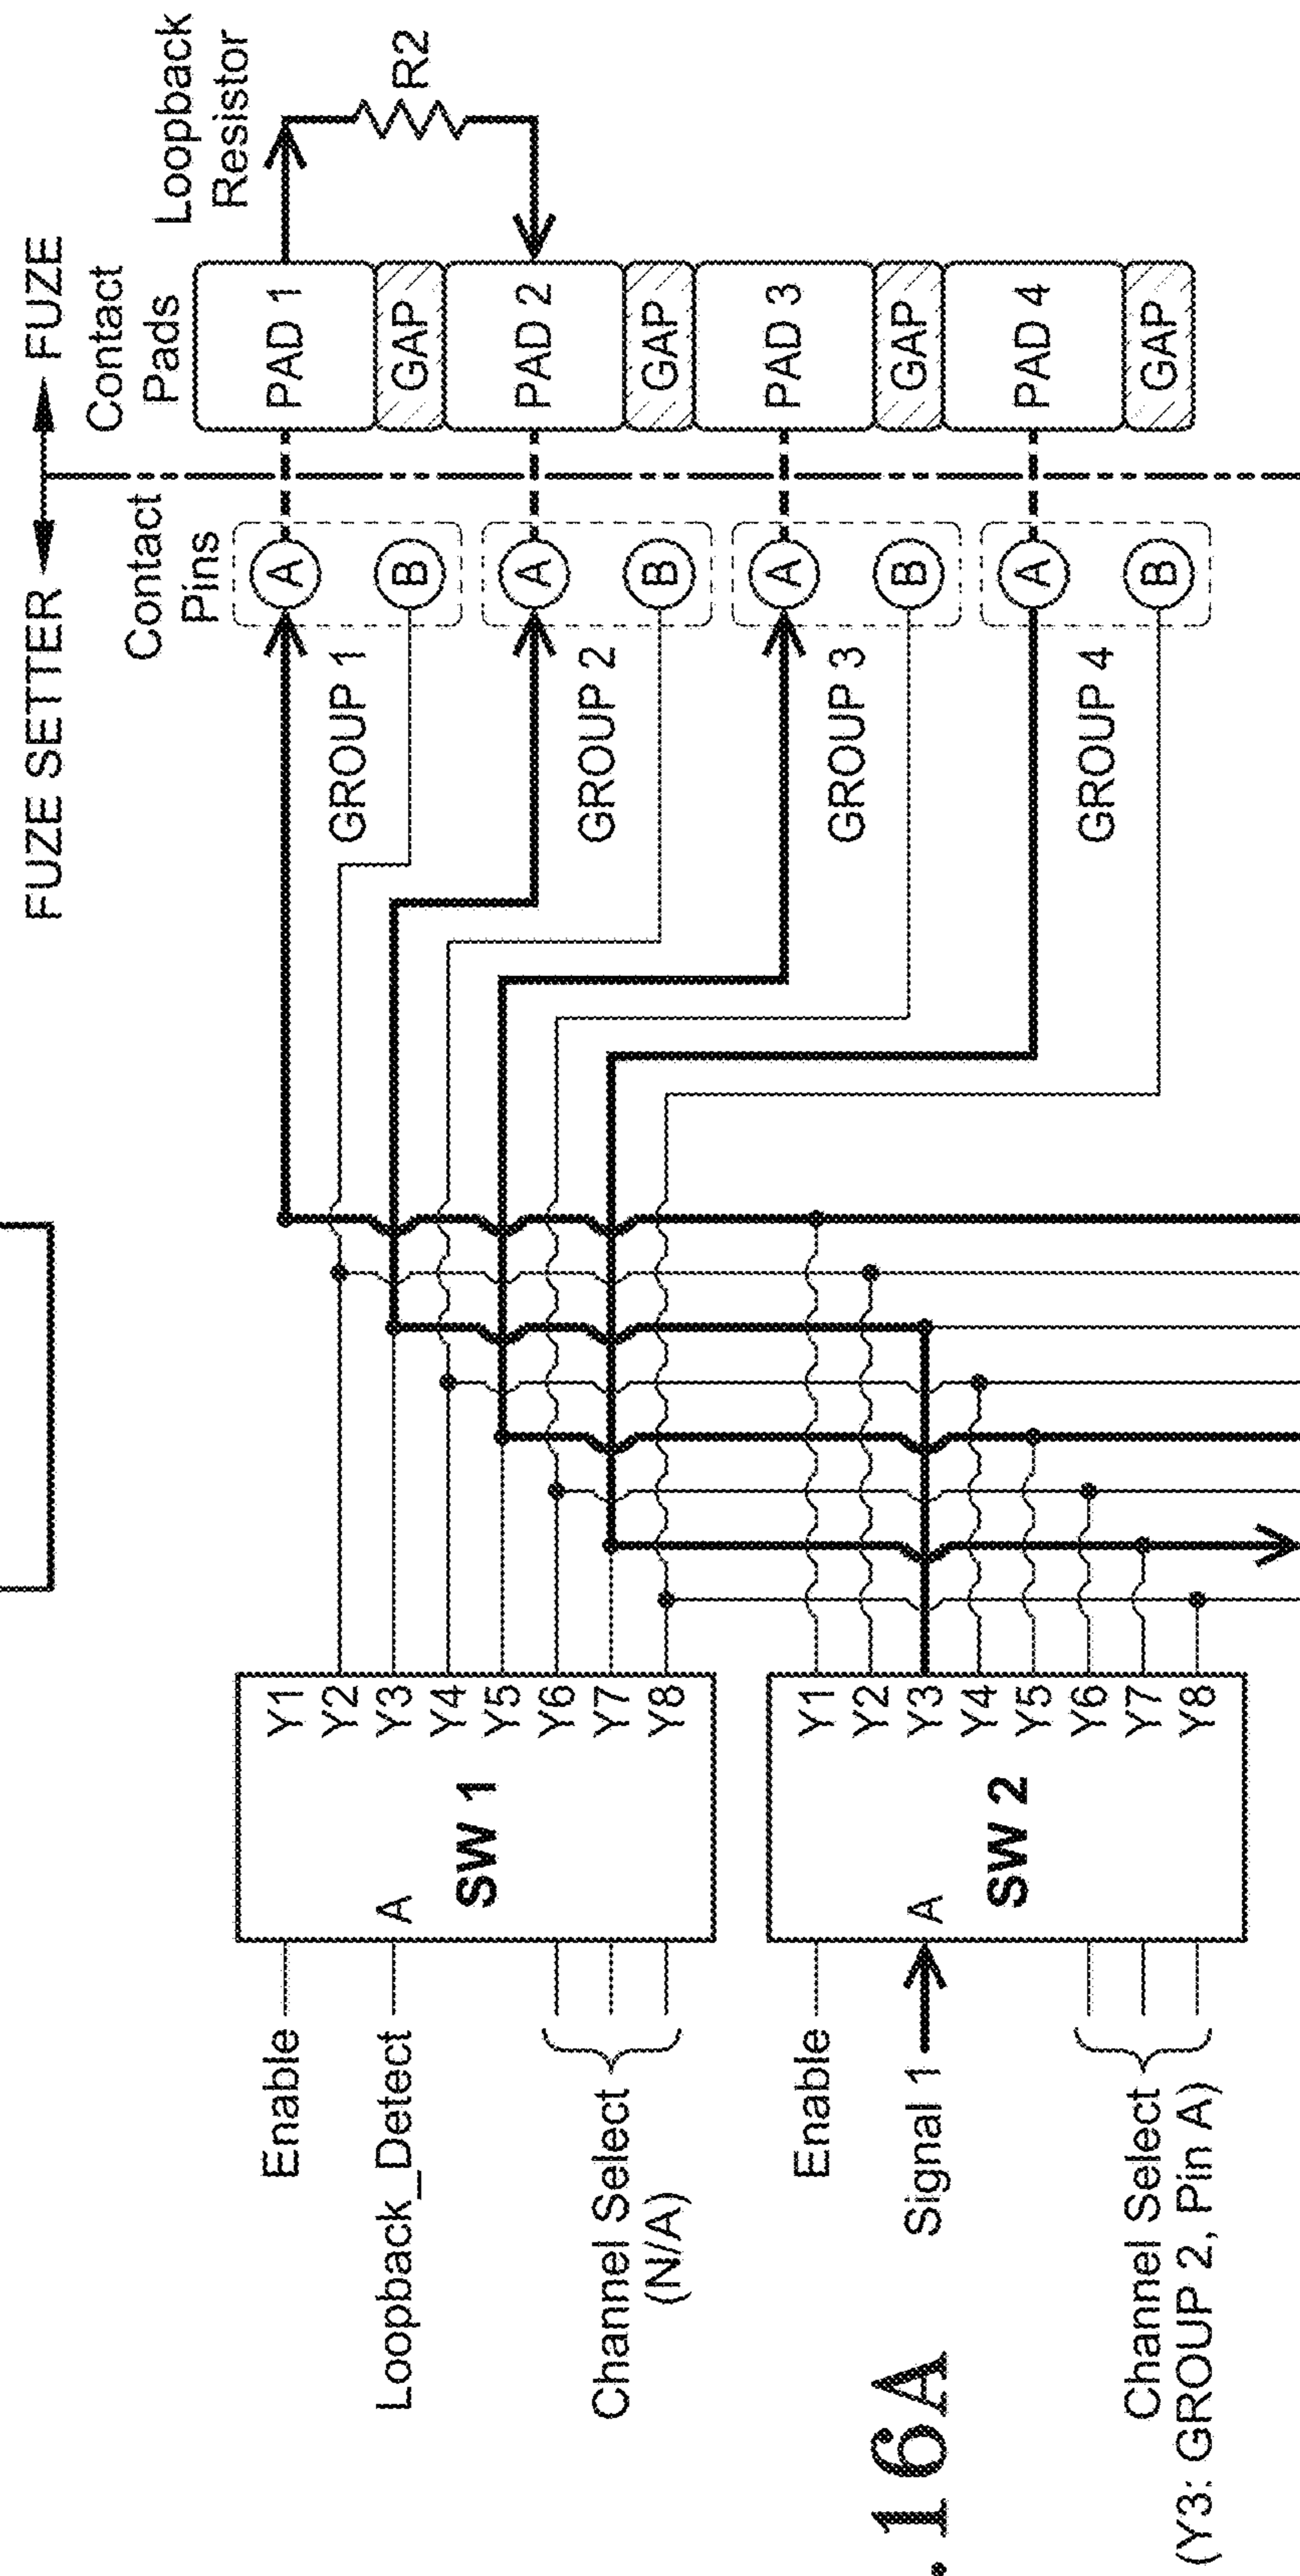 FUZE SETTER
FUZE
Contact
Pins
Contact
Pads
Loopback
Resistor
R2
Enable
Loopback_Detect
Channel Select
(N/A)
A
SW 1
Y1
Y2
Y3
Y4
Y5
Y6
Y7
Y8
GROUP 1
A
B
GROUP 2
A
B
GROUP 3
A
B
GROUP 4
A
B
PAD 1
GAP
PAD 2
GAP
PAD 3
GAP
PAD 4
GAP
Enable
Signal 1
Channel Select
(Y3: GROUP 2, Pin A)
A
SW 2
Y1
Y2
Y3
Y4
Y5
Y6
Y7
Y8
. 16A